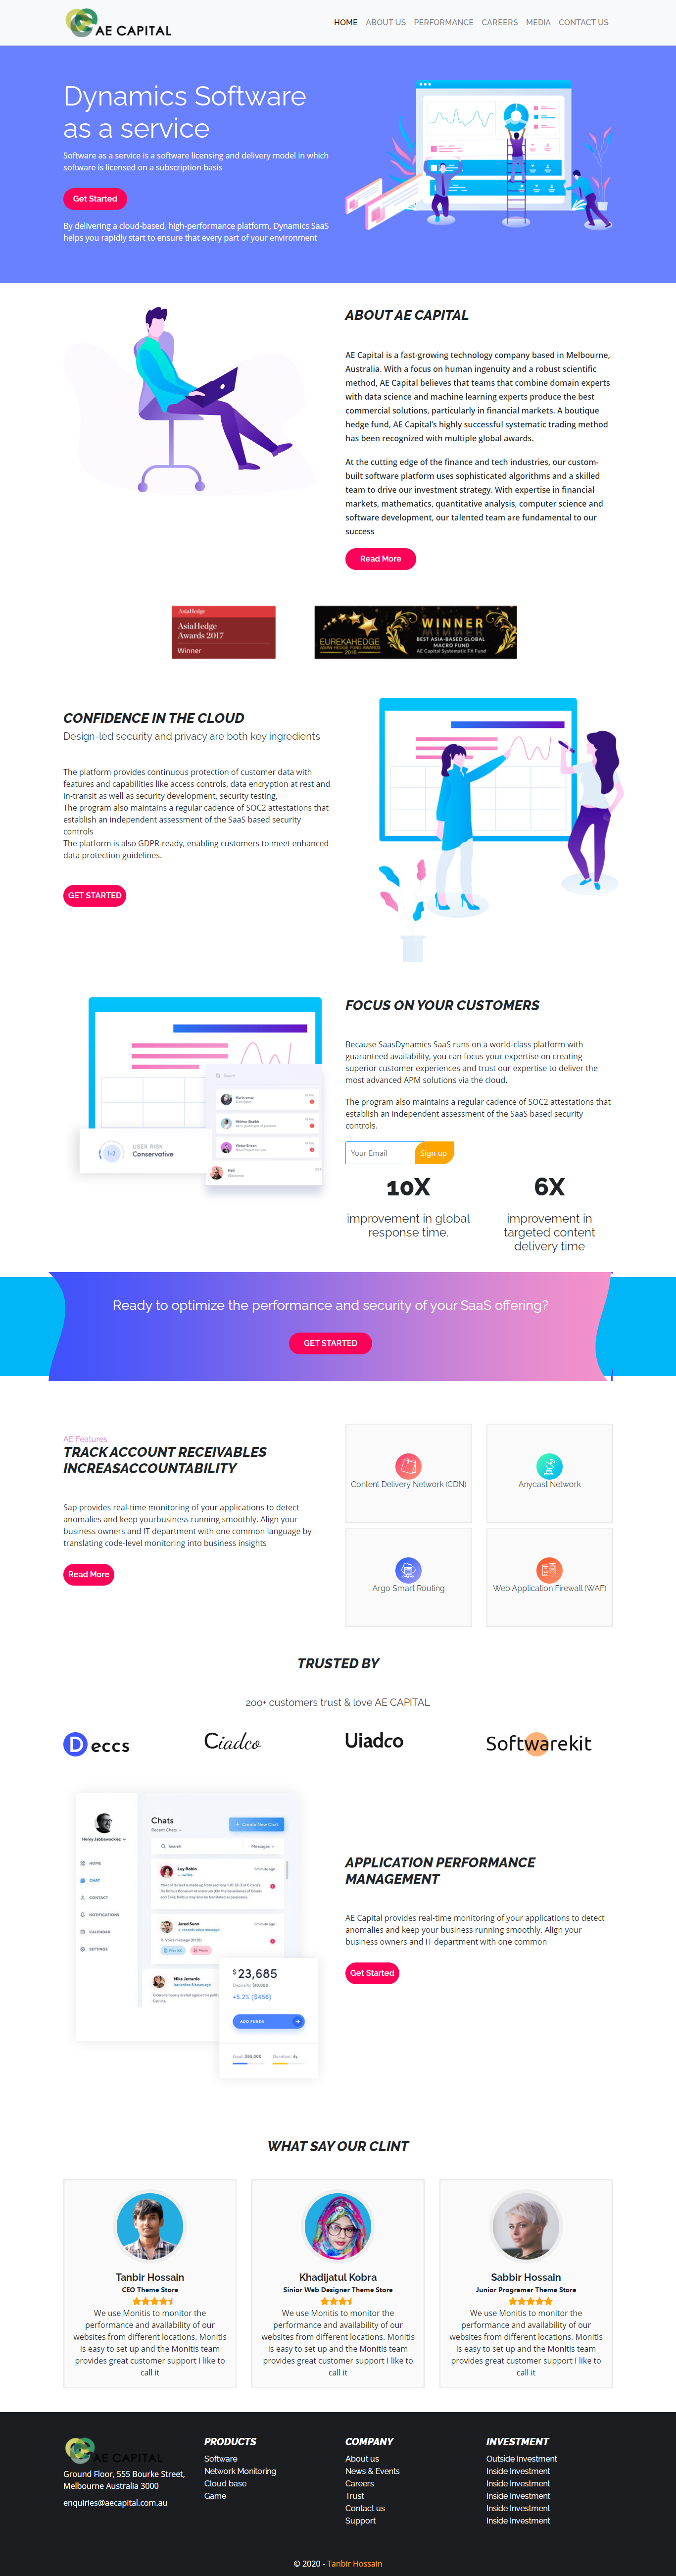 AE CAPITAL
HOME ABOUT US PERFORMANCE CAREERS MEDIA CONTACT US
Dynamics Software
as a service
Software as a service is a software licensing and delivery model in which
software is licensed on a subscription basis
Get Started
By delivering a cloud-based, high-performance platform, Dynamics SaaS
helps you rapidly start to ensure that every part of your environment
ABOUT AE CAPITAL
AE Capital is a fast-growing technology company based in Melbourne,
Australia. With a focus on human ingenuity and a robust scientific
method, AE Capital believes that teams that combine domain experts
with data science and machine learning experts produce the best
commercial solutions, particularly in financial markets. A boutique
hedge fund, AE Capital's highly successful systematic trading method
has been recognized with multiple global awards.
At the cutting edge of the finance and tech industries, our custom-
built software platform uses sophisticated algorithms and a skilled
team to drive our investment strategy. With expertise in financial
markets, mathematics, quantitative analysis, computer science and
software development, our talented team are fundamental to our
success
Read More
AsiaHedge
AsiaHedge
Awards 2017
Winner
EUREKAHEDGE
ASIAN HEDGE FUND AWARDS
2016
WINNER
BEST ASIA-BASED GLOBAL
MACRO FUND
AE Capital Systematic FX Fund
CONFIDENCE IN THE CLOUD
Design-led security and privacy are both key ingredients
The platform provides continuous protection of customer data with
features and capabilities like access controls, data encryption at rest and
in-transit as well as security development, security testing,
The program also maintains a regular cadence of SOC2 attestations that
establish an independent assessment of the SaaS based security
controls
The platform is also GDPR-ready, enabling customers to meet enhanced
data protection guidelines.
GET STARTED
Search
USER RISK
Conservative
1-2
Neil
Welcome
FOCUS ON YOUR CUSTOMERS
Because SaasDynamics SaaS runs on a world-class platform with
guaranteed availability, you can focus your expertise on creating
superior customer experiences and trust our expertise to deliver the
most advanced APM solutions via the cloud.
The program also maintains a regular cadence of SOC2 attestations that
establish an independent assessment of the SaaS based security
controls.
Your Email
Sign up
10X
improvement in global
response time.
6X
improvement in
targeted content
delivery time
Ready to optimize the performance and security of your SaaS offering?
GET STARTED
AE Features
TRACK ACCOUNT RECEIVABLES
INCREASACCOUNTABILITY
Sap provides real-time monitoring of your applications to detect
anomalies and keep yourbusiness running smoothly. Align your
business owners and IT department with one common language by
translating code-level monitoring into business insights
Read More
Content Delivery Network (CDN)
Anycast Network
Argo Smart Routing
Web Application Firewall (WAF)
TRUSTED BY
200+ customers trust & love AE CAPITAL
Deccs
Ciadco
Uiadco
Softwarekit
Chats
Recent Chats
+ Create New Chat
Search
Messages
HOME
CHAT
CONTACT
NOTIFICATIONS
CALENDAR
SETTINGS
Luy Robin
Jared Sunn
Mike Jerrardo
$23,685
Deposits: $10,000
+5.2% ($456)
ADD FUNDS
Goal: $50,000
Duration: 4y
APPLICATION PERFORMANCE
MANAGEMENT
AE Capital provides real-time monitoring of your applications to detect
anomalies and keep your business running smoothly. Align your
business owners and IT department with one common
Get Started
WHAT SAY OUR CLINT
Tanbir Hossain
CEO Theme Store
We use Monitis to monitor the
performance and availability of our
websites from different locations. Monitis
is easy to set up and the Monitis team
provides great customer support I like to
call it
Khadijatul Kobra
Sinior Web Designer Theme Store
We use Monitis to monitor the
performance and availability of our
websites from different locations. Monitis
is easy to set up and the Monitis team
provides great customer support I like to
call it
Sabbir Hossain
Junior Programer Theme Store
We use Monitis to monitor the
performance and availability of our
websites from different locations. Monitis
is easy to set up and the Monitis team
provides great customer support I like to
call it
AE CAPITAL
Ground Floor, 555 Bourke Street,
Melbourne Australia 3000
enquiries@aecapital.com.au
PRODUCTS
Software
Network Monitoring
Cloud base
Game
COMPANY
About us
News & Events
Careers
Trust
Contact us
Support
INVESTMENT
Outside Investment
Inside Investment
Inside Investment
Inside Investment
Inside Investment
Inside Investment
© 2020 - Tanbir Hossain